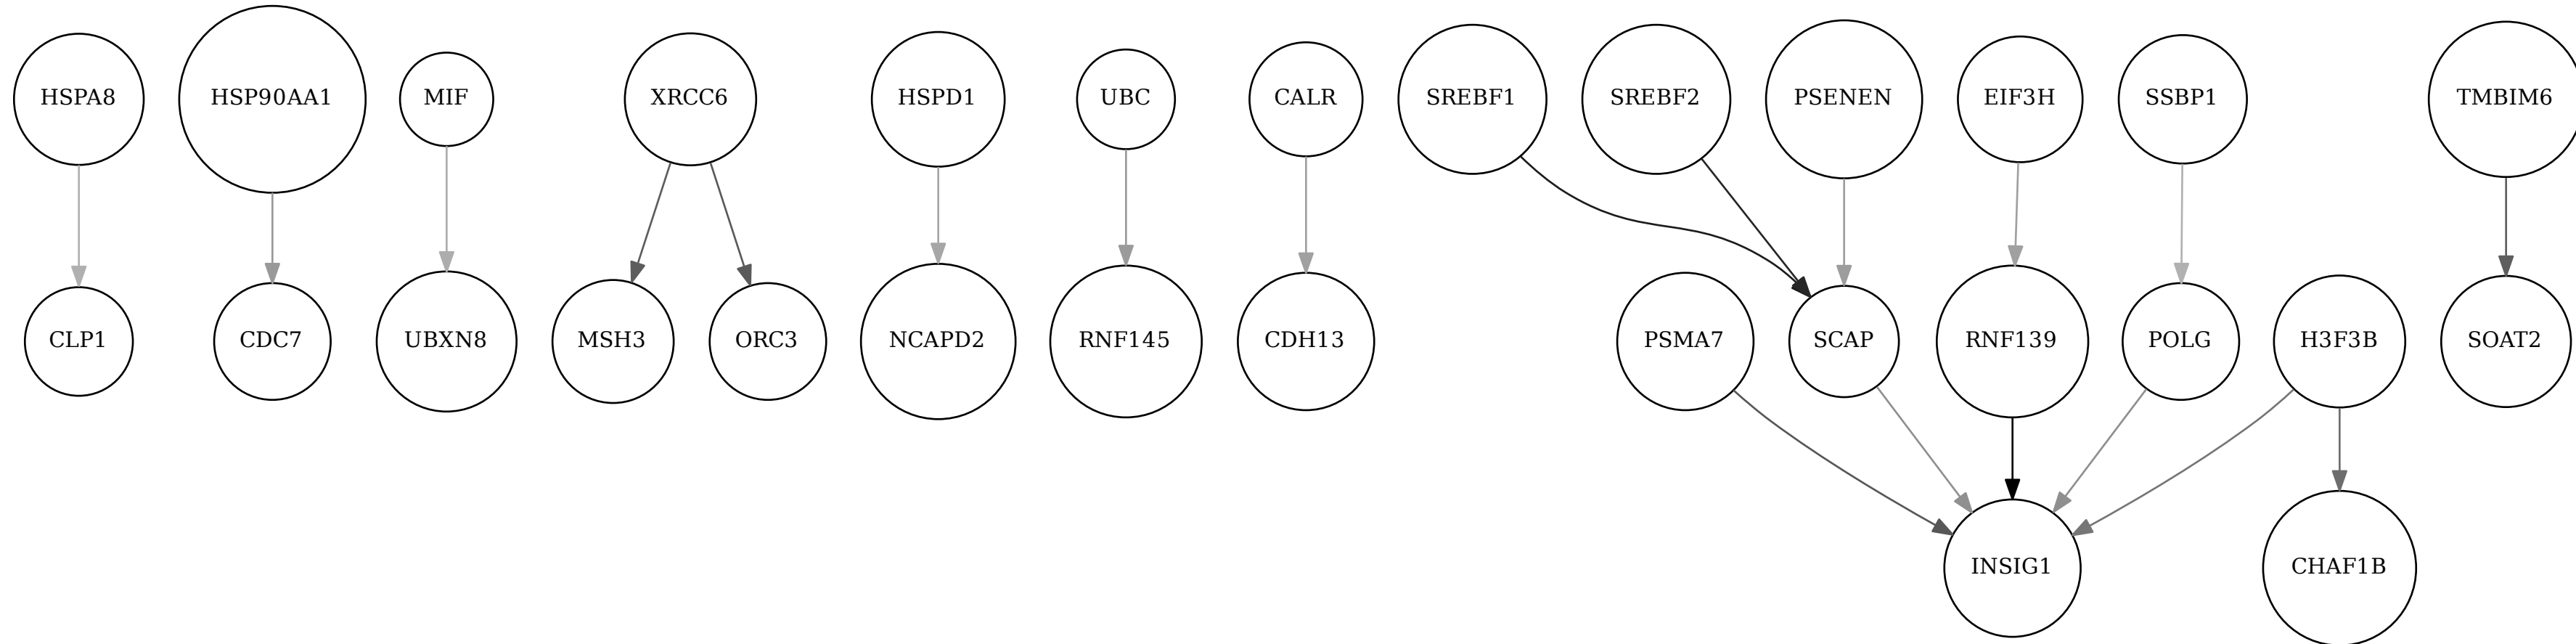 HSPA8
HSP90AA1
MIF
XRCC6
HSPD1
UBC
CALR
SREBF1
SREBF2
PSENEN
EIF3H
SSBP1
TMBIM6
CLP1
CDC7
UBXN8
MSH3
ORC3
NCAPD2
RNF145
CDH13
PSMA7
SCAP
RNF139
POLG
H3F3B
SOAT2
INSIG1
CHAF1B